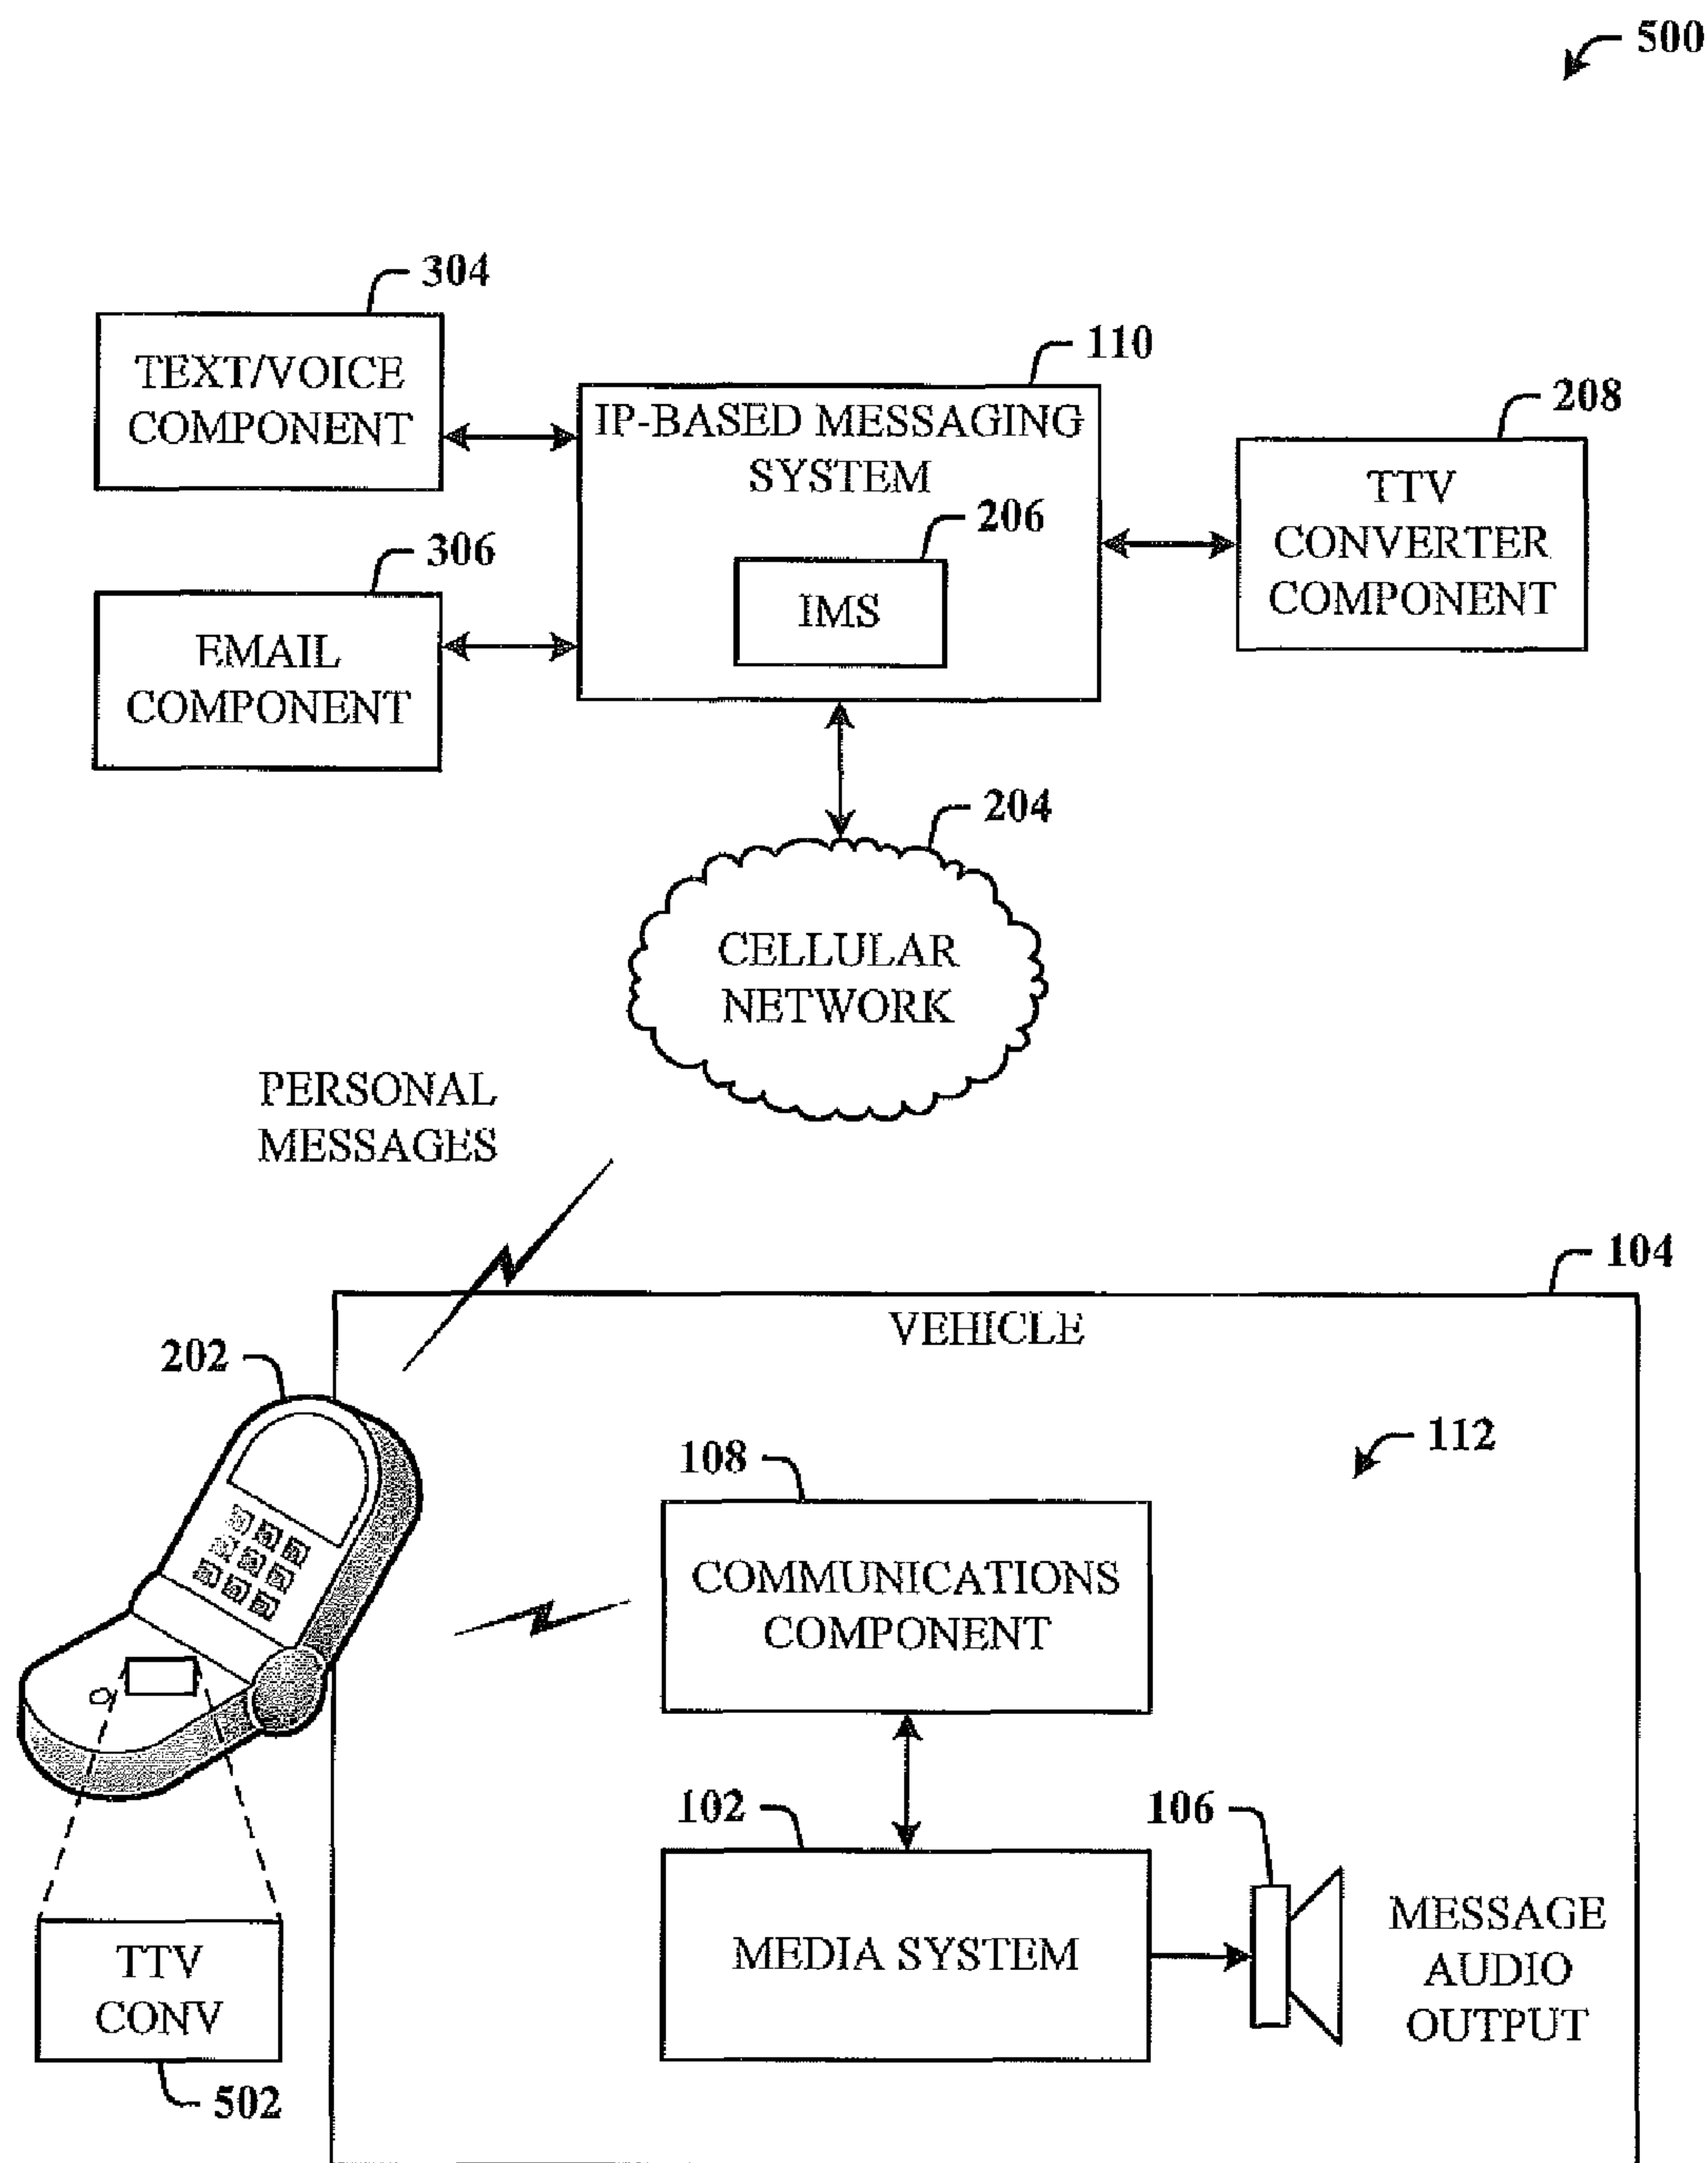 500
304
TEXT/VOICE
COMPONENT
110
IP-BASED MESSAGING
SYSTEM
208
TTV
CONVERTER
COMPONENT
206
IMS
306
EMAIL
COMPONENT
204
CELLULAR
NETWORK
PERSONAL
MESSAGES
104
VEHICLE
202
112
108
COMMUNICATIONS
COMPONENT
102
MEDIA SYSTEM
106
MESSAGE
AUDIO
OUTPUT
TTV
CONV
502